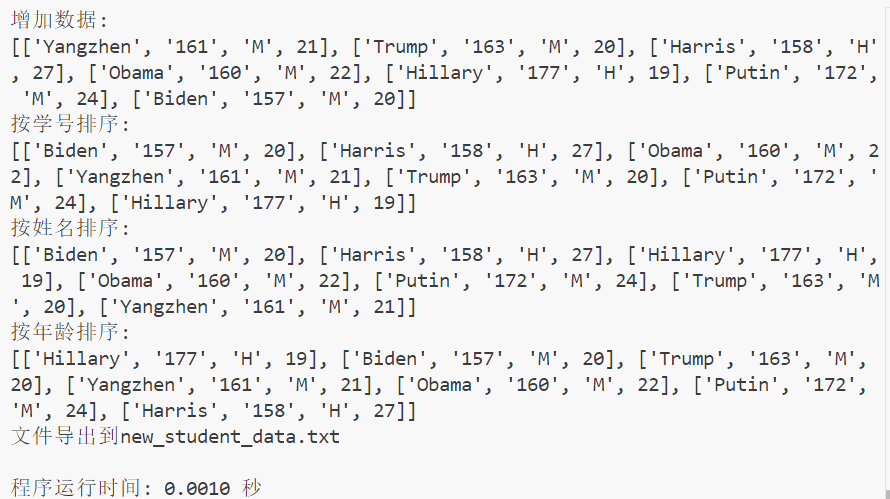 增加数据:
[['Yangzhen', '161', 'M', 21], ['Trump', '163', 'M', 20], ['Harris', '158', 'H'
, 27], ['Obama', '160', 'M', 22], ['Hillary', '177', 'H', 19], ['Putin', '172',
 'M', 24], ['Biden', '157', 'M', 20]]
按学号排序:
[['Biden', '157', 'M', 20], ['Harris', '158', 'H', 27], ['Obama', '160', 'M', 2
2], ['Yangzhen', '161', 'M', 21], ['Trump', '163', 'M', 20], ['Putin', '172', '
M', 24], ['Hillary', '177', 'H', 19]]
按姓名排序:
[['Biden', '157', 'M', 20], ['Harris', '158', 'H', 27], ['Hillary', '177', 'H',
 19], ['Obama', '160', 'M', 22], ['Putin', '172', 'M', 24], ['Trump', '163', 'M
', 20], ['Yangzhen', '161', 'M', 21]]
按年龄排序:
[['Hillary', '177', 'H', 19], ['Biden', '157', 'M', 20], ['Trump', '163', 'M',
20], ['Yangzhen', '161', 'M', 21], ['Obama', '160', 'M', 22], ['Putin', '172',
'M', 24], ['Harris', '158', 'H', 27]]
文件导出到new_student_data.txt
程序运行时间: 0.0010 秒